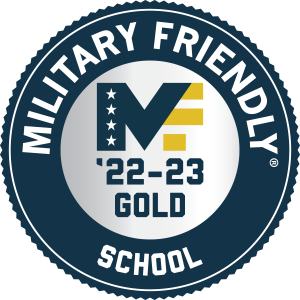 MILITARY FRIENDLY®
MF
'22-23
GOLD
SCHOOL